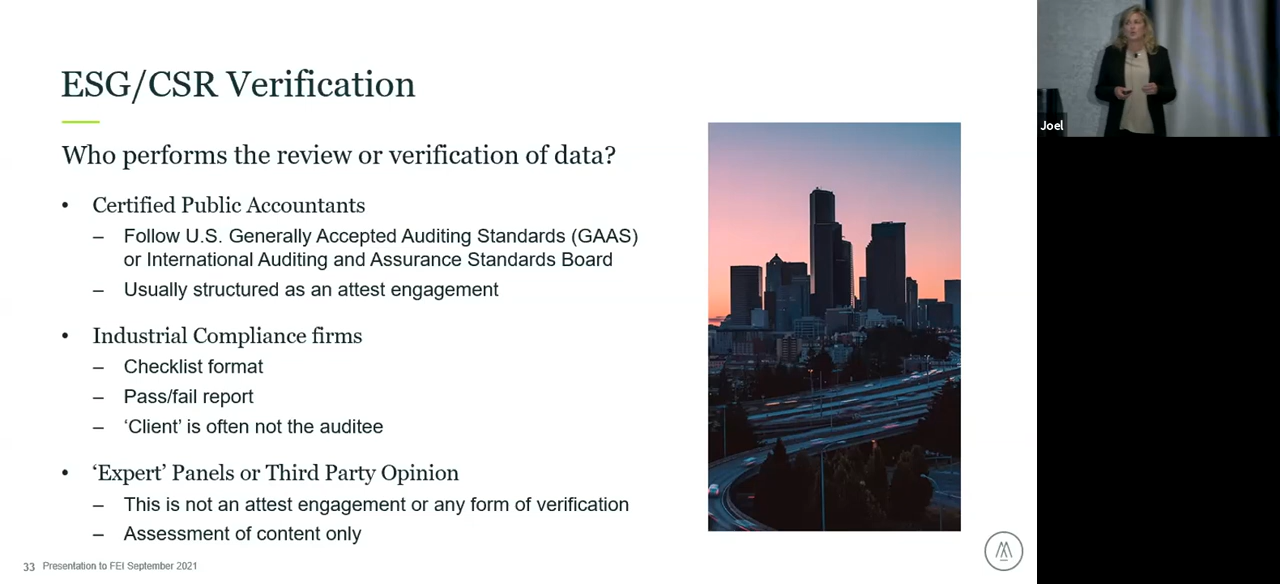 ESG/CSR Verification
Who performs the review or verification of data?
• Certified Public Accountants
– Follow U.S. Generally Accepted Auditing Standards (GAAS)
or International Auditing and Assurance Standards Board
– Usually structured as an attest engagement
• Industrial Compliance firms
– Checklist format
– Pass/fail report
– ‘Client’ is often not the auditee
• ‘Expert’ Panels or Third Party Opinion
– This is not an attest engagement or any form of verification
– Assessment of content only
33 Presentation to FEI September 2021
Joel